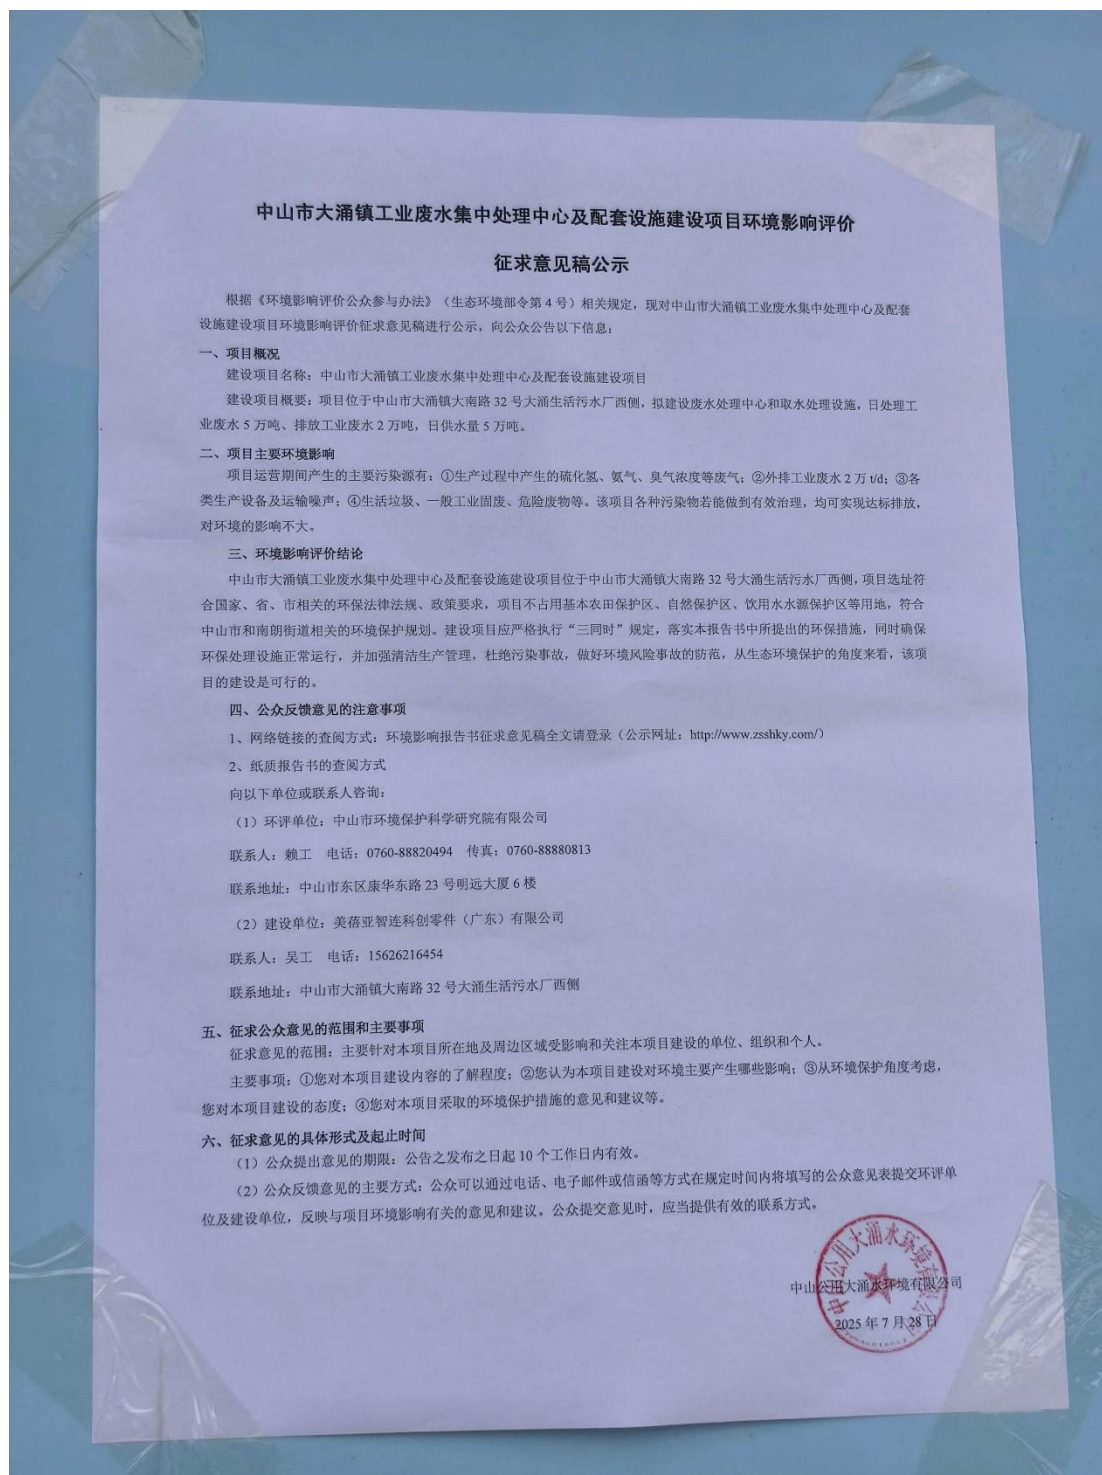 中山市大涌镇工业废水集中处理中心及配套设施建设项目环境影响评价
征求意见稿公示
根据《环境影响评价公众参与办法》（生态环境部令第 4 号）相关规定，现对中山市大涌镇工业废水集中处理中心及配套
设施建设项目环境影响评价征求意见稿进行公示，向公众公告以下信息：
一、项目概况
建设项目名称：中山市大涌镇工业废水集中处理中心及配套设施建设项目
建设项目概要：项目位于中山市大涌镇大南路 32 号大涌生活污水厂西侧，拟建设废水处理中心和取水处理设施，日处理工
业废水 5 万吨、排放工业废水 2 万吨，日供水量 5 万吨。
二、项目主要环境影响
项目运营期间产生的主要污染源有：①生产过程中产生的硫化氢、氨气、臭气浓度等废气；②外排工业废水 2 万 t/d；③各
类生产设备及运输噪声；④生活垃圾、一般工业固废、危险废物等。该项目各种污染物若能做到有效治理，均可实现达标排放，
对环境的影响不大。
三、环境影响评价结论
中山市大涌镇工业废水集中处理中心及配套设施建设项目位于中山市大涌镇大南路 32 号大涌生活污水厂西侧，项目选址符
合国家、省、市相关的环保法律法规、政策要求，项目不占用基本农田保护区、自然保护区、饮用水水源保护区等用地，符合
中山市和南朗街道相关的环境保护规划。建设项目应严格执行“三同时”规定，落实本报告书中所提出的环保措施，同时确保
环保处理设施正常运行，并加强清洁生产管理，杜绝污染事故，做好环境风险事故的防范，从生态环境保护的角度来看，该项
目的建设是可行的。
四、公众反馈意见的注意事项
1、网络链接的查阅方式：环境影响报告书征求意见稿全文请登录（公示网址：http://www.zsshky.com/）
2、纸质报告书的查阅方式
向以下单位或联系人咨询：
（1）环评单位：中山市环境保护科学研究院有限公司
联系人：赖工 电话：0760-88820494 传真：0760-88880813
联系地址：中山市东区康华东路 23 号明远大厦 6 楼
（2）建设单位：美蓓亚智连科创零件（广东）有限公司
联系人：吴工 电话：15626216454
联系地址：中山市大涌镇大南路 32 号大涌生活污水厂西侧
五、征求公众意见的范围和主要事项
征求意见的范围：主要针对本项目所在地及周边区域受影响和关注本项目建设的单位、组织和个人。
主要事项：①您对本项目建设内容的了解程度；②您认为本项目建设对环境主要产生哪些影响；③从环境保护角度考虑，
您对本项目建设的态度；④您对本项目采取的环境保护措施的意见和建议等。
六、征求意见的具体形式及起止时间
（1）公众提出意见的期限：公告之发布之日起 10 个工作日内有效。
（2）公众反馈意见的主要方式：公众可以通过电话、电子邮件或信函等方式在规定时间内将填写的公众意见表提交环评单
位及建设单位，反映与项目环境影响有关的意见和建议。公众提交意见时，应当提供有效的联系方式。
中山公用大涌水环境有限公司
中山公用大涌水环境有限公司
2025 年 7 月 28 日